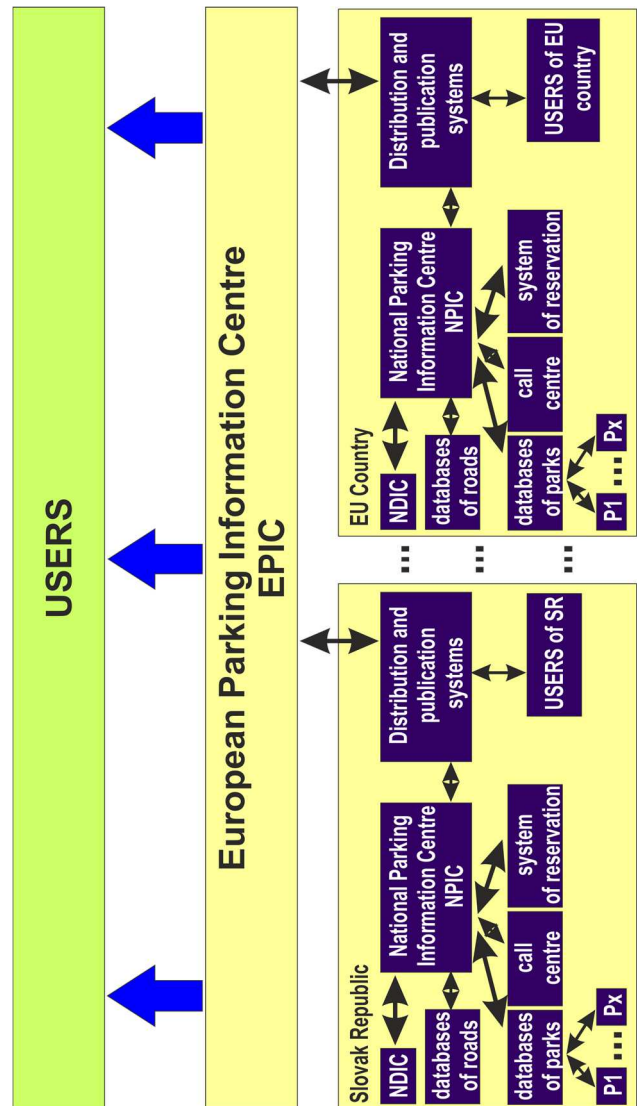 USERS
European Parking Information Centre
EPIC
Slovak Republic
NDIC
databases
of roads
National Parking
Information Centre
NPIC
Distribution and
publication
systems
databases
of parks
call
centre
system
of reservation
USERS of SR
P1
...
Px
...
...
...
EU Country
NDIC
databases
of roads
National Parking
Information Centre
NPIC
Distribution and
publication
systems
databases
of parks
call
centre
system
of reservation
USERS of EU
country
P1
...
Px